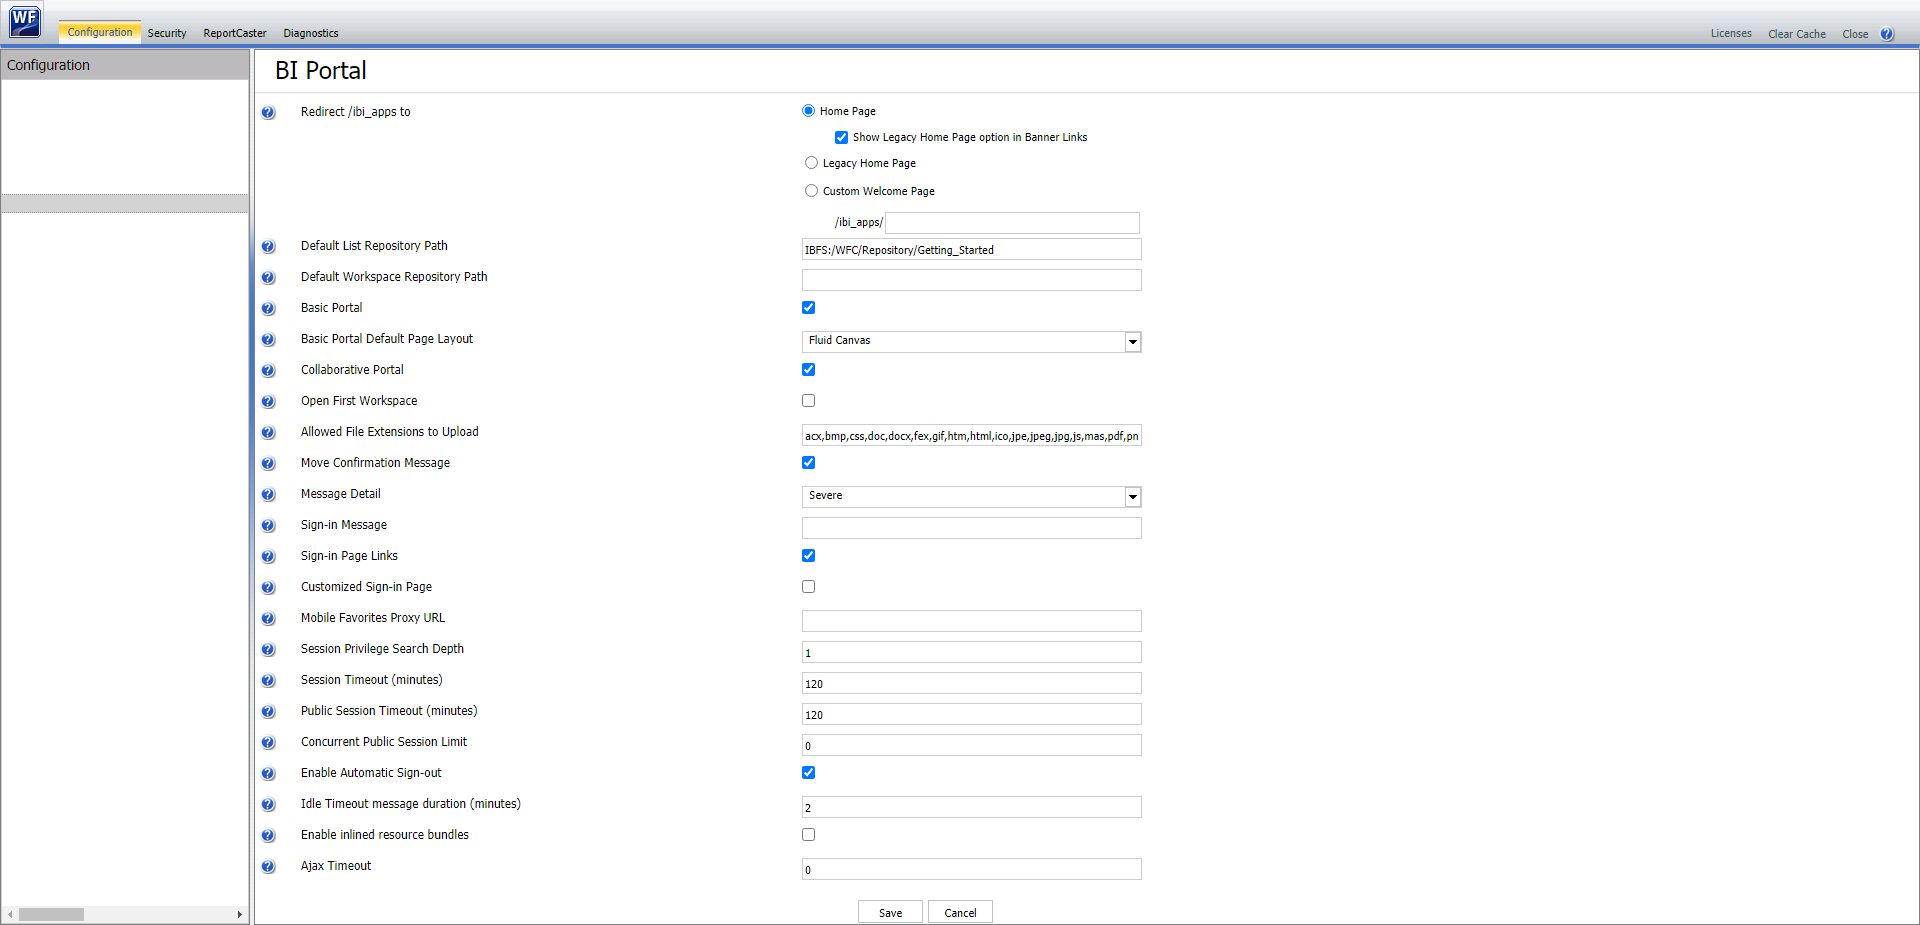 WF
Configuration Security ReportCaster Diagnostics Licenses Clear Cache Close ?
Configuration
BI Portal
Redirect /ibi_apps to Home Page
Show Legacy Home Page option in Banner Links
Legacy Home Page
Custom Welcome Page
/ibi_apps/
Default List Repository Path IBFS:/WFC/Repository/Getting_Started
Default Workspace Repository Path
Basic Portal
Basic Portal Default Page Layout Fluid Canvas
Collaborative Portal
Open First Workspace
Allowed File Extensions to Upload acx,bmp,css,doc,docx,fex,gif,htm,html,ico,jpe,jpeg,jpg,js,mas,pdf,pn
Move Confirmation Message
Message Detail Severe
Sign-in Message
Sign-in Page Links
Customized Sign-in Page
Mobile Favorites Proxy URL
Session Privilege Search Depth 1
Session Timeout (minutes) 120
Public Session Timeout (minutes) 120
Concurrent Public Session Limit 0
Enable Automatic Sign-out
Idle Timeout message duration (minutes) 2
Enable inlined resource bundles
Ajax Timeout 0
Save Cancel